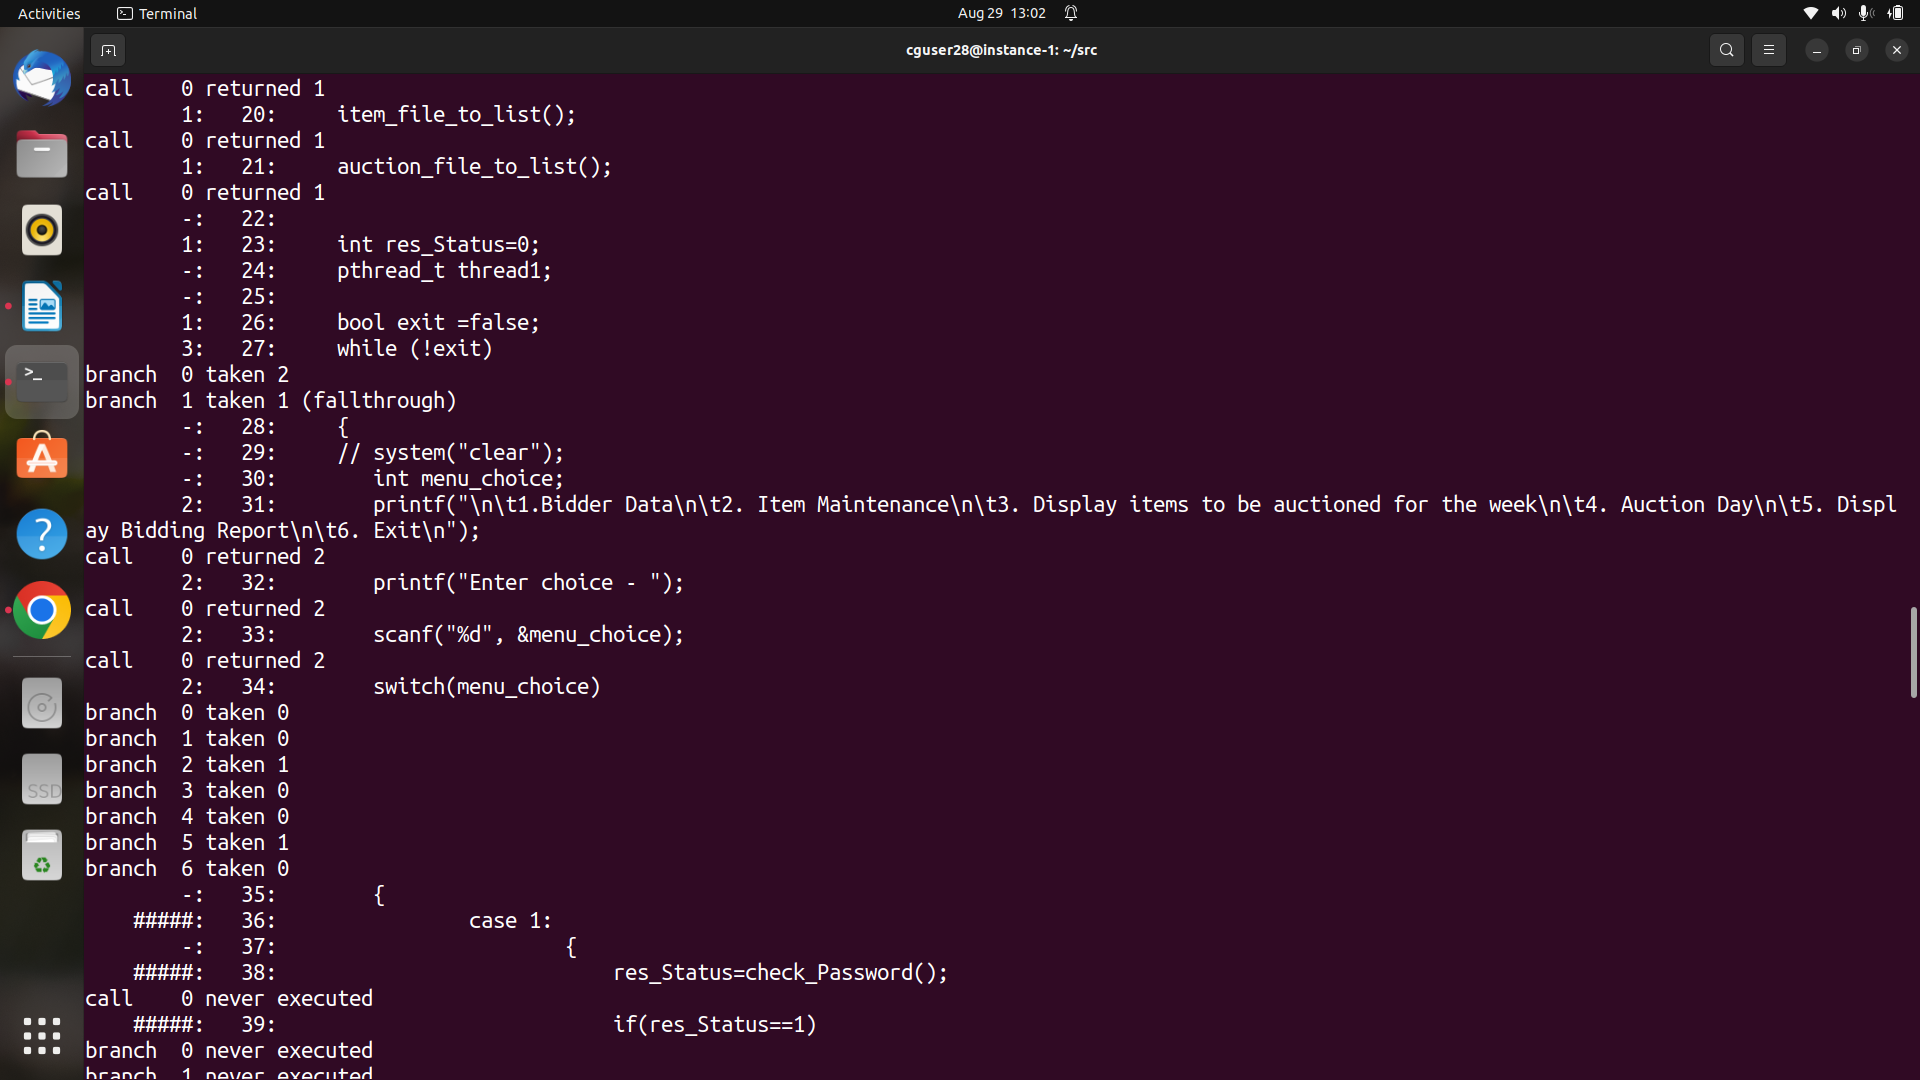 Activities Terminal Aug 29 13:02
cguser28@instance-1: ~/src
call    0 returned 1
        1:   20:     item_file_to_list();
call    0 returned 1
        1:   21:     auction_file_to_list();
call    0 returned 1
        -:   22:
        1:   23:     int res_Status=0;
        -:   24:     pthread_t thread1;
        -:   25:
        1:   26:     bool exit =false;
        3:   27:     while (!exit)
branch  0 taken 2
branch  1 taken 1 (fallthrough)
        -:   28:     {
        -:   29:     // system("clear");
        -:   30:        int menu_choice;
        2:   31:        printf("\n\t1.Bidder Data\n\t2. Item Maintenance\n\t3. Display items to be auctioned for the week\n\t4. Auction Day\n\t5. Displ
ay Bidding Report\n\t6. Exit\n");
call    0 returned 2
        2:   32:        printf("Enter choice - ");
call    0 returned 2
        2:   33:        scanf("%d", &menu_choice);
call    0 returned 2
        2:   34:        switch(menu_choice)
branch  0 taken 0
branch  1 taken 0
branch  2 taken 1
branch  3 taken 0
branch  4 taken 0
branch  5 taken 1
branch  6 taken 0
        -:   35:        {
    #####:   36:                case 1:
        -:   37:                        {
    #####:   38:                            res_Status=check_Password();
call    0 never executed
    #####:   39:                            if(res_Status==1)
branch  0 never executed
branch  1 never executed
SSD